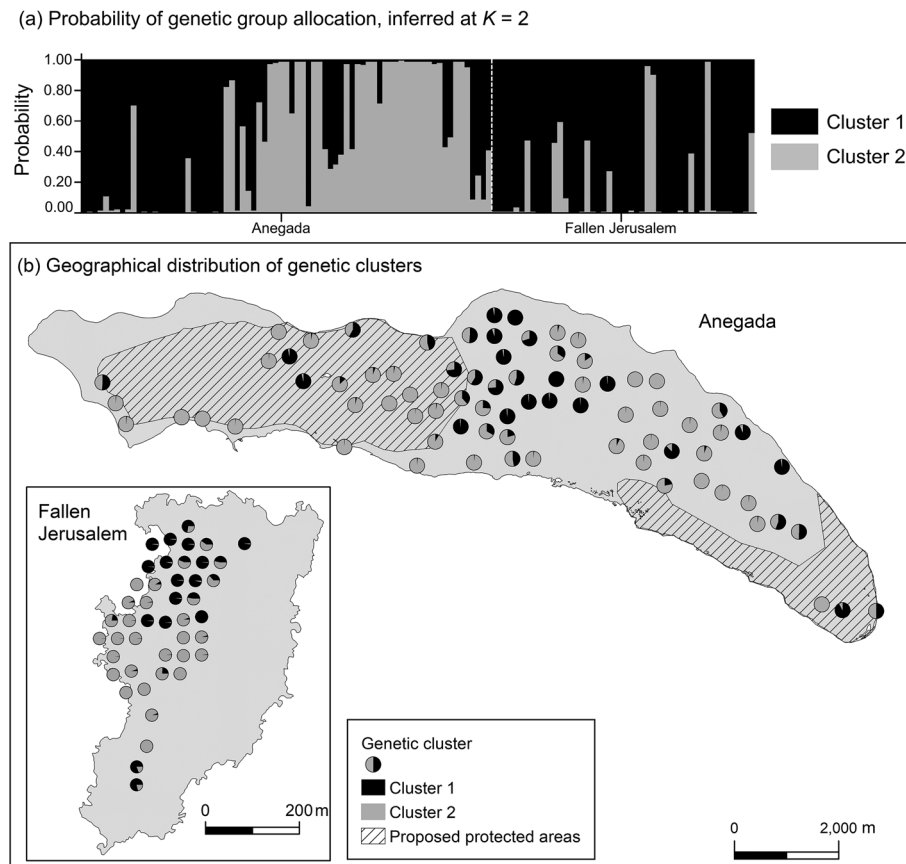 (a) Probability of genetic group allocation, inferred at K = 2
1.00
0.80
0.60
0.40
0.20
0.00
Probability
Anegada
Fallen Jerusalem
Cluster 1
Cluster 2
(b) Geographical distribution of genetic clusters
Anegada
Fallen
Jerusalem
0
200 m
Genetic cluster
Cluster 1
Cluster 2
Proposed protected areas
0
2,000 m